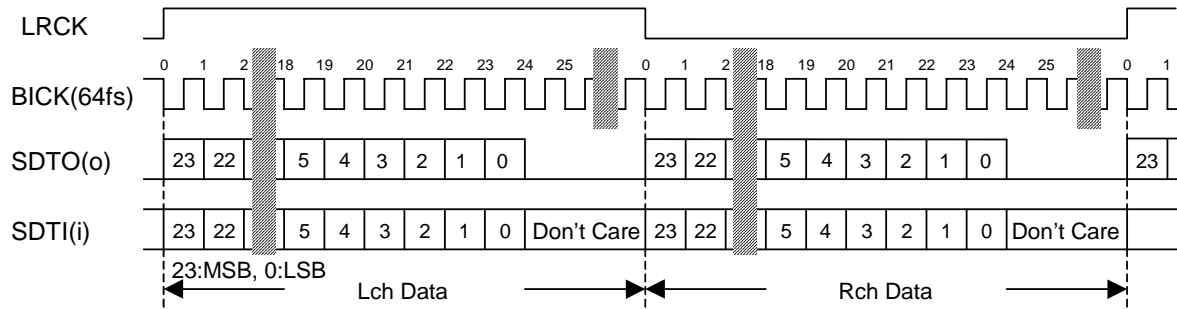 LRCK
0 1 2 18 19 20 21 22 23 24 25 0 1 2 18 19 20 21 22 23 24 25 0 1
BICK(64fs)
SDTO(o) 23 22 5 4 3 2 1 0 23 22 5 4 3 2 1 0 23
SDTI(i) 23 22 5 4 3 2 1 0 Don't Care 23 22 5 4 3 2 1 0 Don't Care
23:MSB, 0:LSB
Lch Data Rch Data